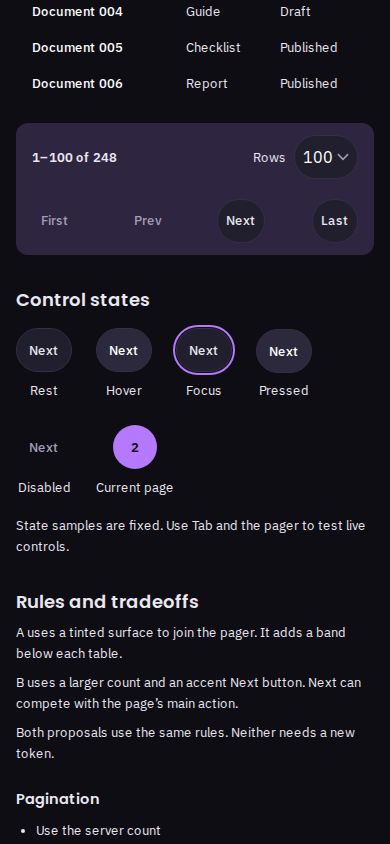 Document 004 Guide Draft
Document 005 Checklist Published
Document 006 Report Published
1–100 of 248 Rows 100
First Prev Next Last
Control states
Next Next Next Next
Rest Hover Focus Pressed
Next 2
Disabled Current page
State samples are fixed. Use Tab and the pager to test live
controls.
Rules and tradeoffs
A uses a tinted surface to join the pager. It adds a band
below each table.
B uses a larger count and an accent Next button. Next can
compete with the page’s main action.
Both proposals use the same rules. Neither needs a new
token.
Pagination
• Use the server count